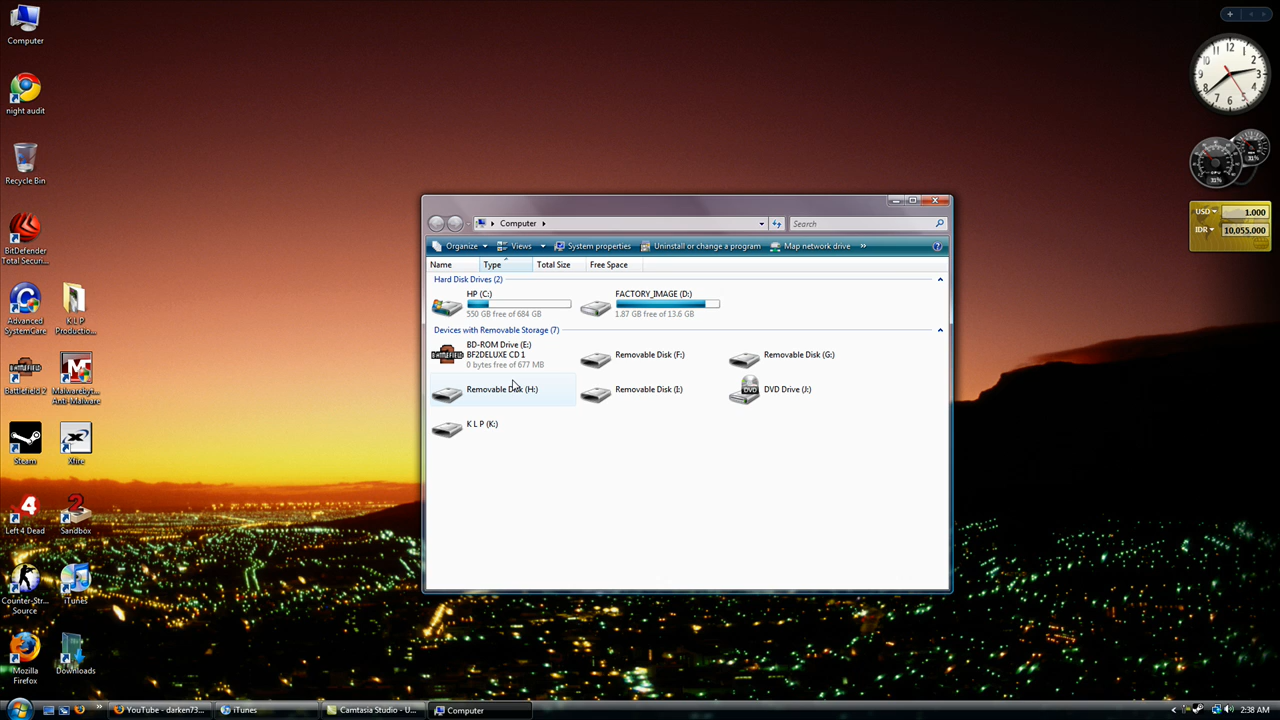 Computer
night audit
Recycle Bin
BitDefender
Total Securi...
Advanced
SystemCare
K L P
Productio...
Battlefield 2
Malwareby...
Anti-Malware
Steam
Xfire
Left 4 Dead
Sandbox
Counter-Str...
Source
iTunes
Mozilla
Firefox
Downloads
Computer
Search
Organize
Views
System properties
Uninstall or change a program
Map network drive
»
Name
Type
Total Size
Free Space
Hard Disk Drives (2)
HP (C:)
550 GB free of 684 GB
FACTORY_IMAGE (D:)
1.87 GB free of 13.6 GB
Devices with Removable Storage (7)
BD-ROM Drive (E:)
BF2DELUXE CD 1
0 bytes free of 677 MB
Removable Disk (F:)
Removable Disk (G:)
Removable Disk (H:)
Removable Disk (I:)
DVD Drive (J:)
K L P (K:)
USD
1.000
IDR
10,055.000
31%
31%
YouTube - darken73...
iTunes
Camtasia Studio - U...
Computer
2:38 AM